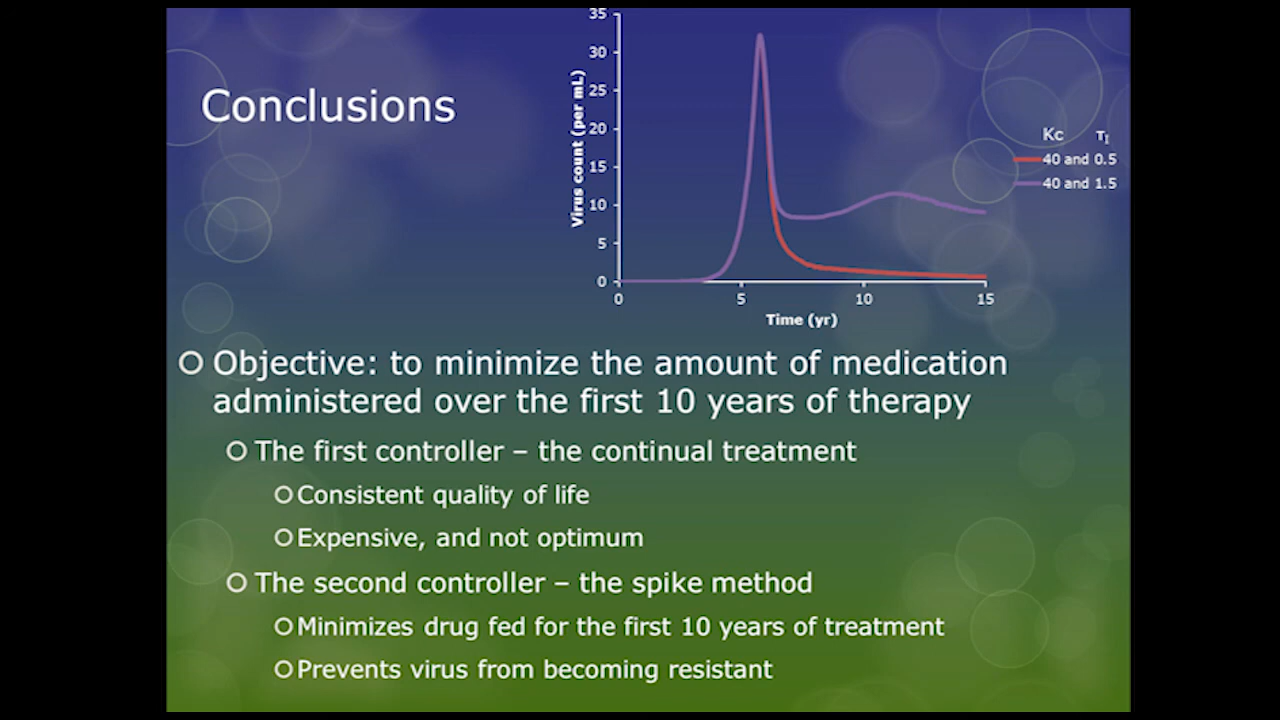 Conclusions
35
30
25
20
15
10
5
0
Virus count (per mL)
0 5 10 15
Time (yr)
Kc τI
40 and 0.5
40 and 1.5
Objective: to minimize the amount of medication
administered over the first 10 years of therapy
The first controller – the continual treatment
Consistent quality of life
Expensive, and not optimum
The second controller – the spike method
Minimizes drug fed for the first 10 years of treatment
Prevents virus from becoming resistant